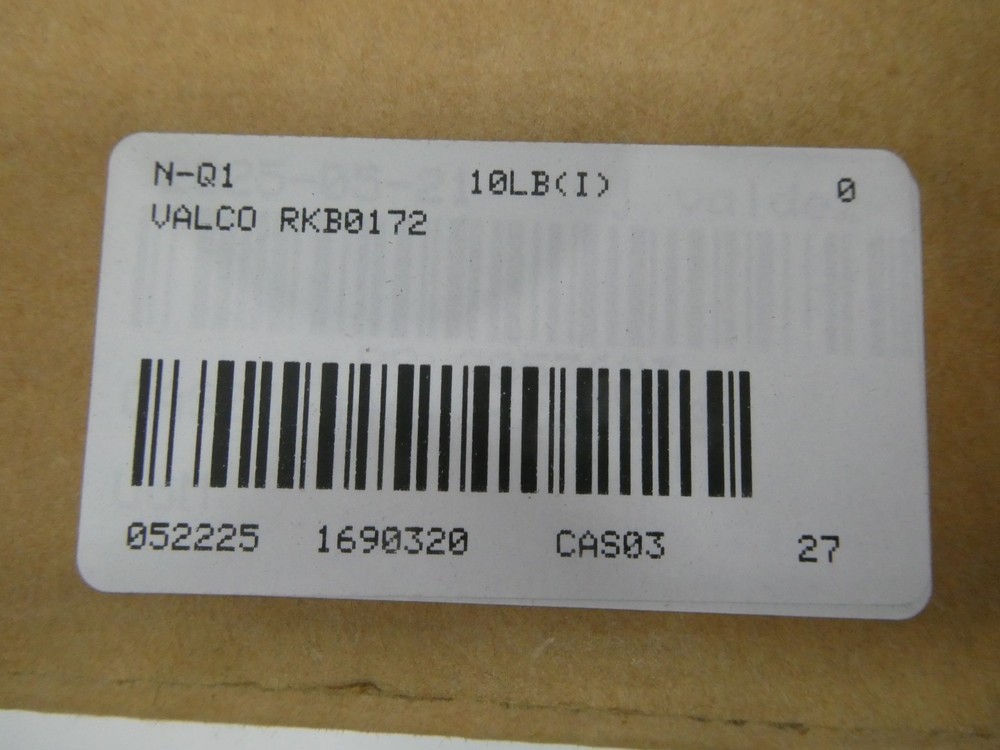 N-Q1 10LB(I) 0
VALCO RKB0172
052225 1690320 CAS03 27